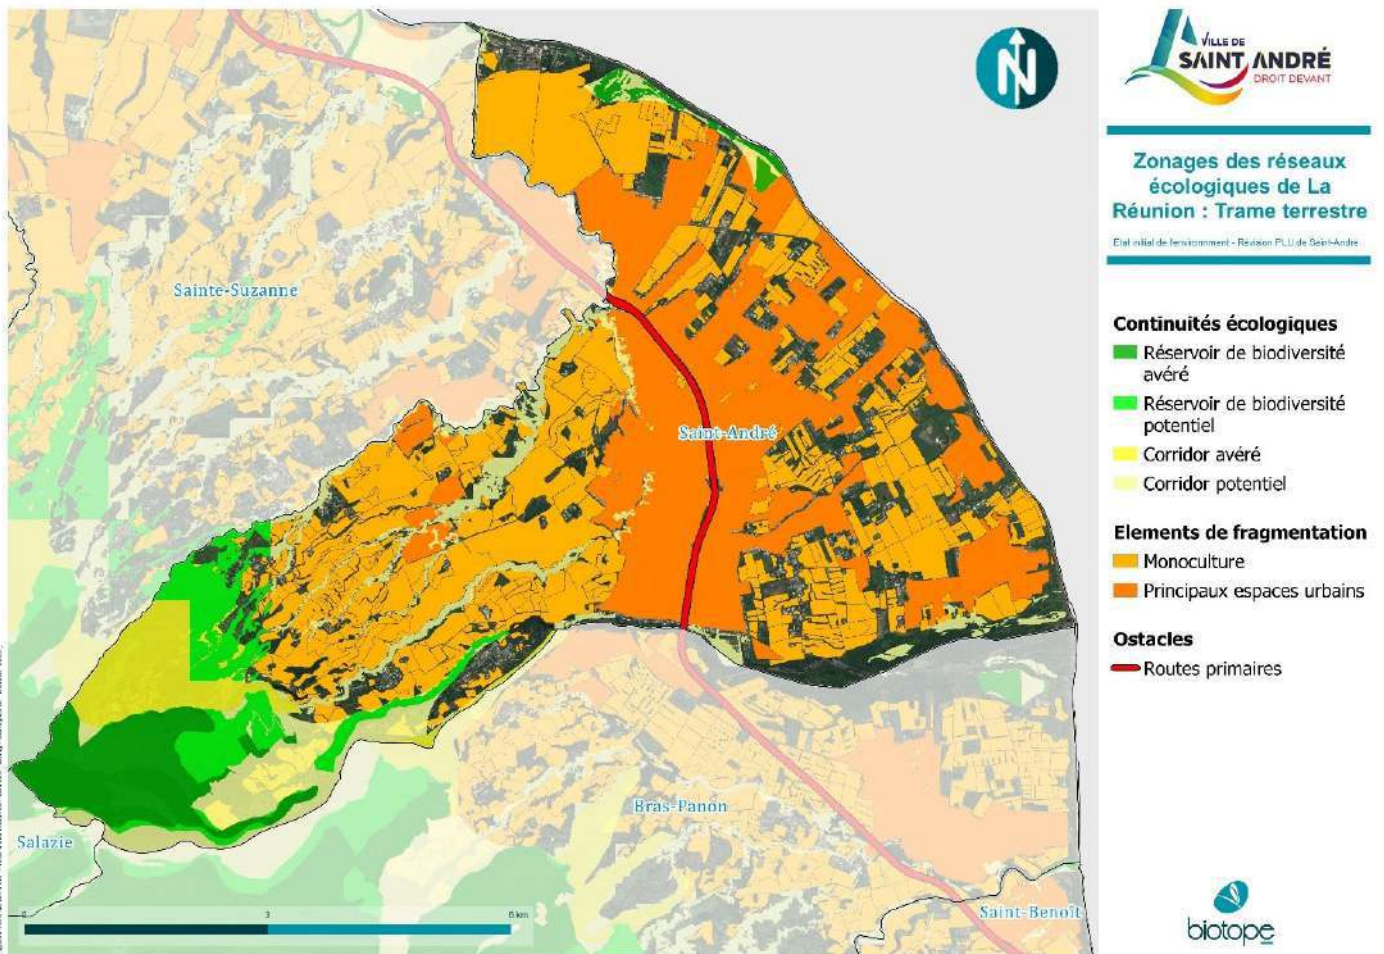 VILLE DE
SAINT ANDRÉ
DROIT DEVANT
Zonages des réseaux
écologiques de La
Réunion : Trame terrestre
Etat initial de l'environnement - Révision PLU de Saint-André
Continuités écologiques
Réservoir de biodiversité
avéré
Réservoir de biodiversité
potentiel
Corridor avéré
Corridor potentiel
Elements de fragmentation
Monoculture
Principaux espaces urbains
Ostacles
Routes primaires
biotope
N
Sainte-Suzanne
Saint-André
Bras-Panon
Salazie
Saint-Benoît
0
3
6 km